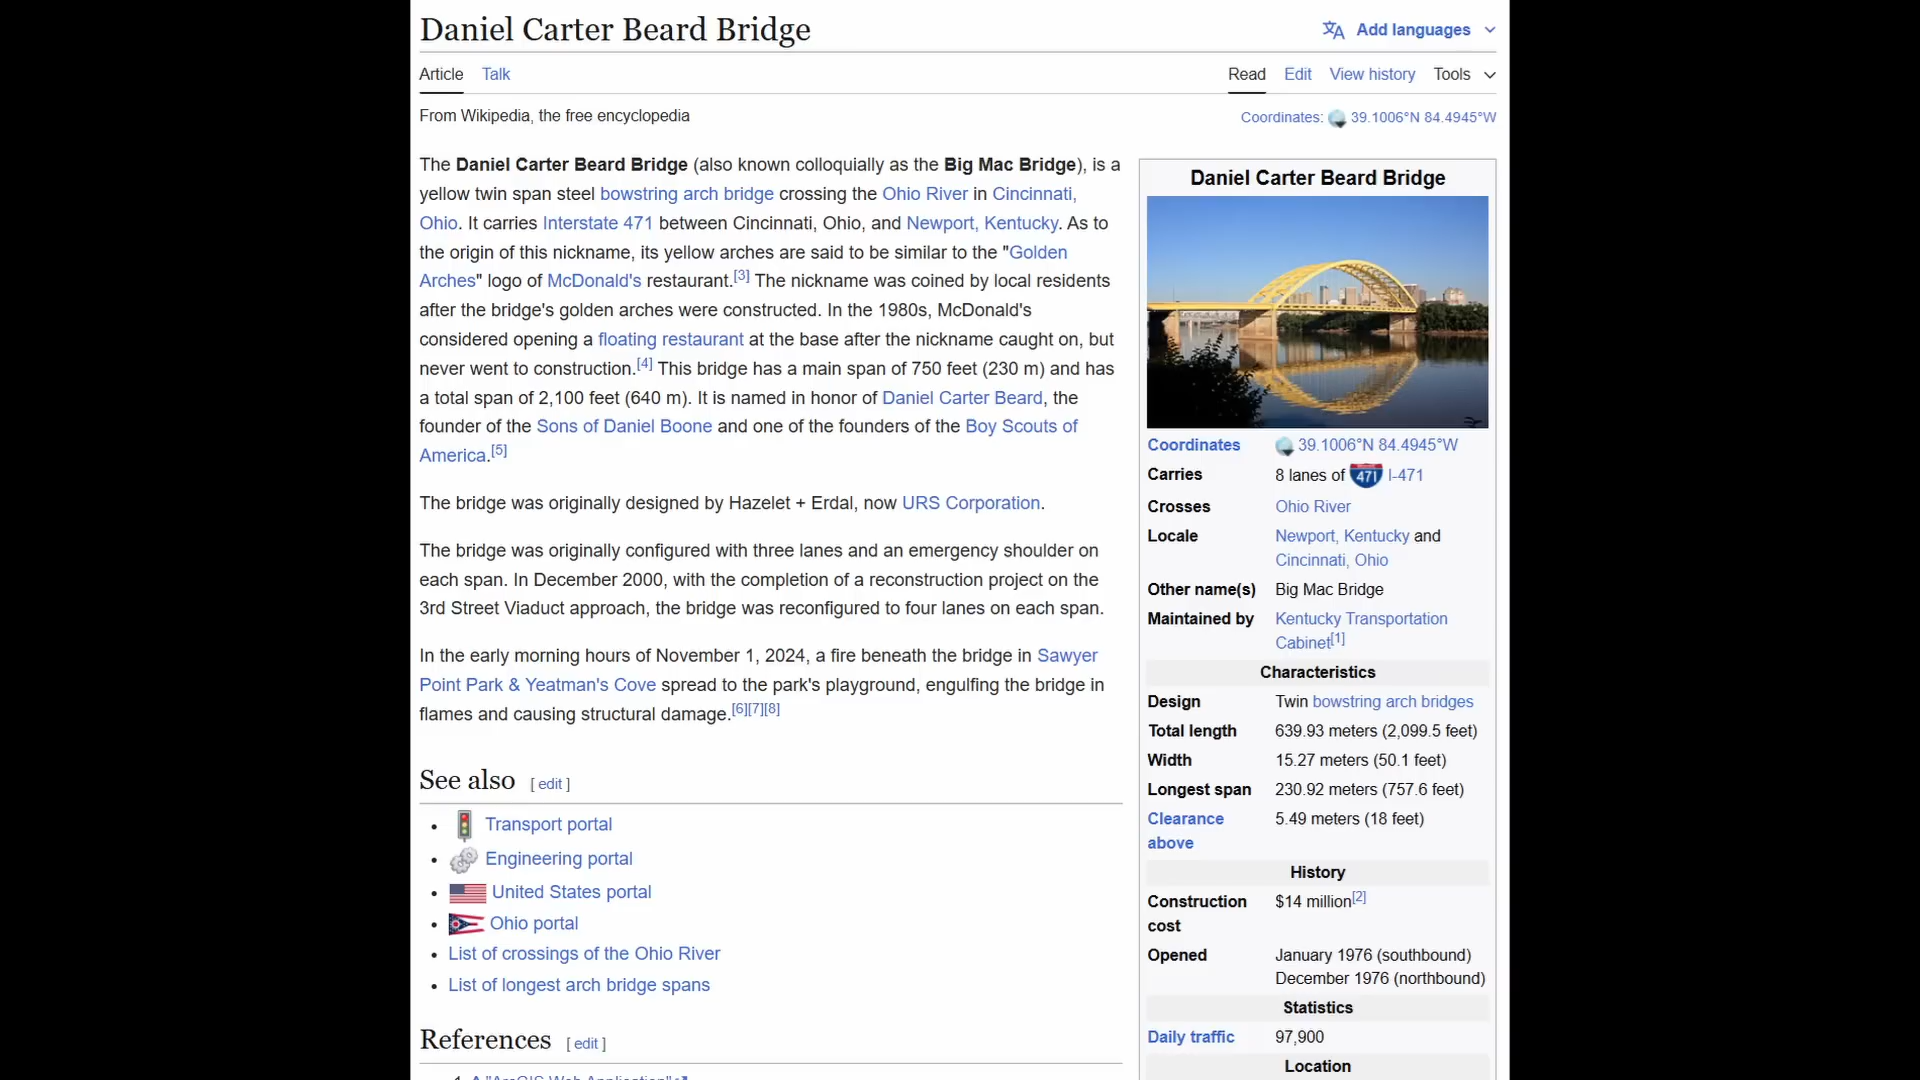 Daniel Carter Beard Bridge
Add languages
Article Talk
Read Edit View history Tools
From Wikipedia, the free encyclopedia
Coordinates: 39.1006°N 84.4945°W
The Daniel Carter Beard Bridge (also known colloquially as the Big Mac Bridge), is a
yellow twin span steel bowstring arch bridge crossing the Ohio River in Cincinnati,
Ohio. It carries Interstate 471 between Cincinnati, Ohio, and Newport, Kentucky. As to
the origin of this nickname, its yellow arches are said to be similar to the "Golden
Arches" logo of McDonald's restaurant.[3] The nickname was coined by local residents
after the bridge's golden arches were constructed. In the 1980s, McDonald's
considered opening a floating restaurant at the base after the nickname caught on, but
never went to construction.[4] This bridge has a main span of 750 feet (230 m) and has
a total span of 2,100 feet (640 m). It is named in honor of Daniel Carter Beard, the
founder of the Sons of Daniel Boone and one of the founders of the Boy Scouts of
America.[5]
The bridge was originally designed by Hazelet + Erdal, now URS Corporation.
The bridge was originally configured with three lanes and an emergency shoulder on
each span. In December 2000, with the completion of a reconstruction project on the
3rd Street Viaduct approach, the bridge was reconfigured to four lanes on each span.
In the early morning hours of November 1, 2024, a fire beneath the bridge in Sawyer
Point Park & Yeatman's Cove spread to the park's playground, engulfing the bridge in
flames and causing structural damage.[6][7][8]
See also [ edit ]
• Transport portal
• Engineering portal
• United States portal
• Ohio portal
• List of crossings of the Ohio River
• List of longest arch bridge spans
References [ edit ]
1. ^ "ArcGIS Web Application"
Daniel Carter Beard Bridge
Coordinates 39.1006°N 84.4945°W
Carries 8 lanes of 471 I-471
Crosses Ohio River
Locale Newport, Kentucky and
Cincinnati, Ohio
Other name(s) Big Mac Bridge
Maintained by Kentucky Transportation
Cabinet[1]
Characteristics
Design Twin bowstring arch bridges
Total length 639.93 meters (2,099.5 feet)
Width 15.27 meters (50.1 feet)
Longest span 230.92 meters (757.6 feet)
Clearance 5.49 meters (18 feet)
above
History
Construction $14 million[2]
cost
Opened January 1976 (southbound)
December 1976 (northbound)
Statistics
Daily traffic 97,900
Location